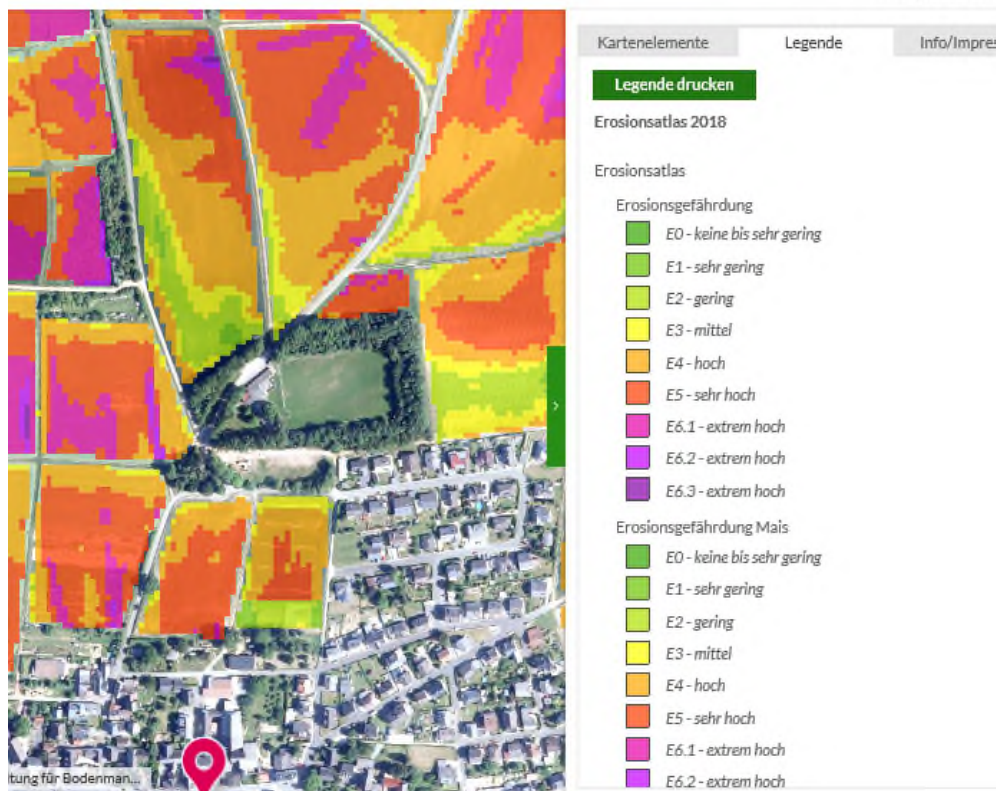 Kartenelemente
Legende
Info/Impres
Legende drucken
Erosionsatlas 2018
Erosionsatlas
Erosionsgefährdung
E0 - keine bis sehr gering
E1 - sehr gering
E2 - gering
E3 - mittel
E4 - hoch
E5 - sehr hoch
E6.1 - extrem hoch
E6.2 - extrem hoch
E6.3 - extrem hoch
Erosionsgefährdung Mais
E0 - keine bis sehr gering
E1 - sehr gering
E2 - gering
E3 - mittel
E4 - hoch
E5 - sehr hoch
E6.1 - extrem hoch
E6.2 - extrem hoch
tung für Bodenman...